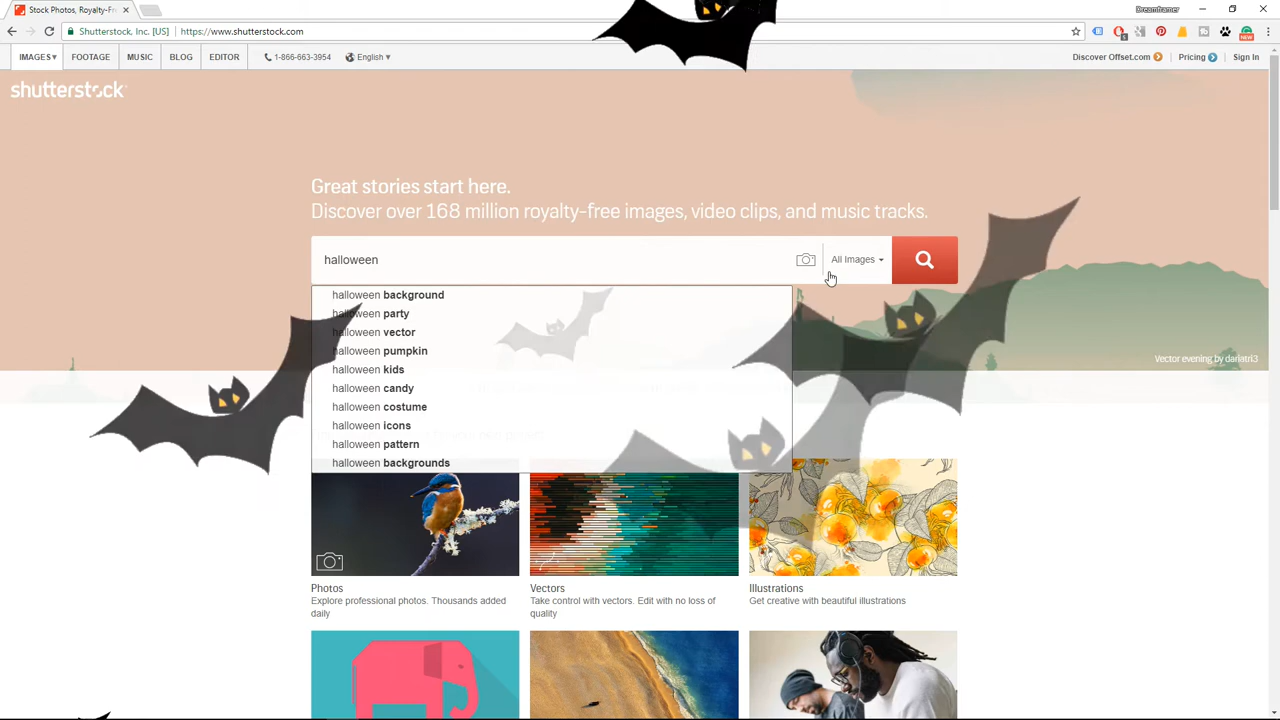 Stock Photos, Royalty-Fr
Dreamframer
Shutterstock, Inc. [US]
https://www.shutterstock.com
IMAGES
FOOTAGE
MUSIC
BLOG
EDITOR
1-866-663-3954
English
Discover Offset.com
Pricing
Sign In
shutterstock
Great stories start here.
Discover over 168 million royalty-free images, video clips, and music tracks.
halloween
All Images
halloween background
halloween party
halloween vector
halloween pumpkin
halloween kids
halloween candy
halloween costume
halloween icons
halloween pattern
halloween backgrounds
Vector evening by dariatri3
Photos
Explore professional photos. Thousands added
daily
Vectors
Take control with vectors. Edit with no loss of
quality
Illustrations
Get creative with beautiful illustrations